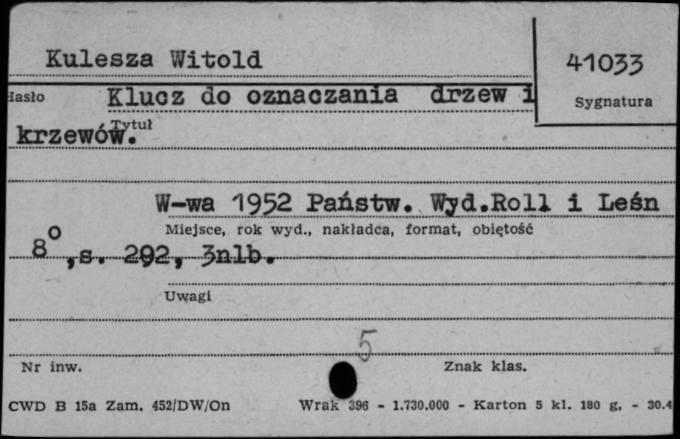 Kulesza Witold
41033
Hasło
Klucz do oznaczania drzew i
Sygnatura
Tytuł
krzewów.
W-wa 1952 Państw. Wyd.Roll i Leśn
Miejsce, rok wyd., nakładca, format, objętość
8o,s. 292, 3nlb.
Uwagi
5
Nr inw.
Znak klas.
CWD B 15a Zam. 452/DW/On
Wrak 396 - 1.730.000 - Karton 5 kl. 180 g. - 30.4